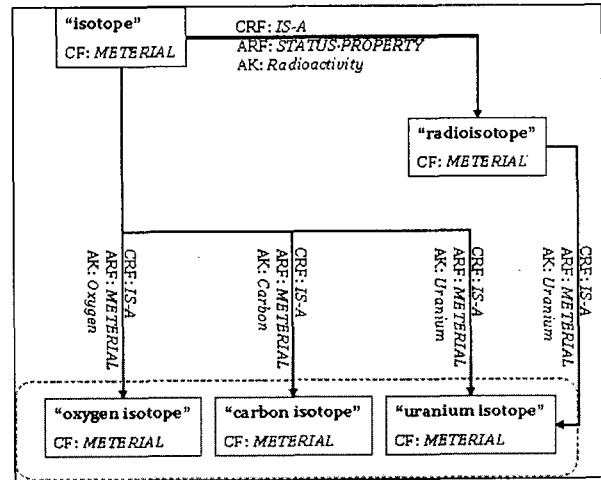 "isotope"
CF: METERIAL
CRF: IS-A
ARF: STATUS-PROPERTY
AK: Radioactivity
"radioisotope"
CF: METERIAL
CRF: IS-A
ARF: METERIAL
AK: Oxygen
CRF: IS-A
ARF: METERIAL
AK: Carbon
CRF: IS-A
ARF: METERIAL
AK: Uranium
CRF: IS-A
ARF: METERIAL
AK: Uranium
"oxygen isotope"
CF: METERIAL
"carbon isotope"
CF: METERIAL
"uranium isotope"
CF: METERIAL